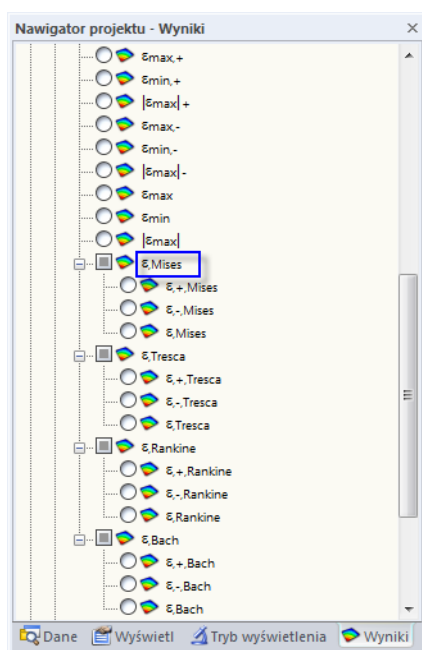 Nawigator projektu - Wyniki
εmax,+
εmin,+
|εmax|+
εmax,-
εmin,-
|εmax|-
εmax
εmin
|εmax|
ε,Mises
ε,+,Mises
ε,-,Mises
ε,Mises
ε,Tresca
ε,+,Tresca
ε,-,Tresca
ε,Tresca
ε,Rankine
ε,+,Rankine
ε,-,Rankine
ε,Rankine
ε,Bach
ε,+,Bach
ε,-,Bach
ε,Bach
Dane Wyświetl Tryb wyświetlenia Wyniki